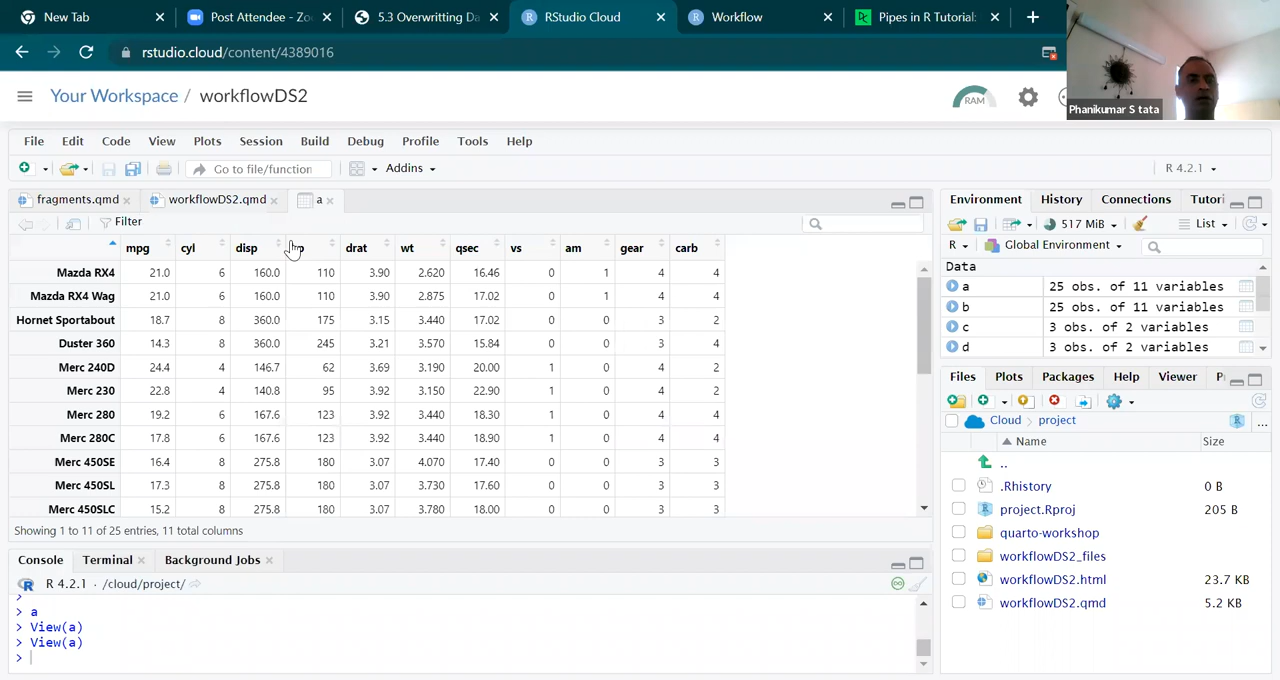 New Tab
Post Attendee - Zo
5.3 Overwritting Da
RStudio Cloud
Workflow
Pipes in R Tutorial:
rstudio.cloud/content/4389016
Phanikumar S tata
Your Workspace / workflowDS2
RAM
File Edit Code View Plots Session Build Debug Profile Tools Help
Go to file/function
Addins
R 4.2.1
fragments.qmd
workflowDS2.qmd
a
Filter
mpg cyl disp drat wt qsec vs am gear carb
Mazda RX4 21.0 6 160.0 110 3.90 2.620 16.46 0 1 4 4
Mazda RX4 Wag 21.0 6 160.0 110 3.90 2.875 17.02 0 1 4 4
Hornet Sportabout 18.7 8 360.0 175 3.15 3.440 17.02 0 0 3 2
Duster 360 14.3 8 360.0 245 3.21 3.570 15.84 0 0 3 4
Merc 240D 24.4 4 146.7 62 3.69 3.190 20.00 1 0 4 2
Merc 230 22.8 4 140.8 95 3.92 3.150 22.90 1 0 4 2
Merc 280 19.2 6 167.6 123 3.92 3.440 18.30 1 0 4 4
Merc 280C 17.8 6 167.6 123 3.92 3.440 18.90 1 0 4 4
Merc 450SE 16.4 8 275.8 180 3.07 4.070 17.40 0 0 3 3
Merc 450SL 17.3 8 275.8 180 3.07 3.730 17.60 0 0 3 3
Merc 450SLC 15.2 8 275.8 180 3.07 3.780 18.00 0 0 3 3
Showing 1 to 11 of 25 entries, 11 total columns
Console Terminal Background Jobs
R 4.2.1 · /cloud/project/
>
> a
> View(a)
> View(a)
>
Environment History Connections Tutori
517 MiB
List
R
Global Environment
Data
a 25 obs. of 11 variables
b 25 obs. of 11 variables
c 3 obs. of 2 variables
d 3 obs. of 2 variables
Files Plots Packages Help Viewer P
Cloud project
...
Name Size
..
.Rhistory 0 B
project.Rproj 205 B
quarto-workshop
workflowDS2_files
workflowDS2.html 23.7 KB
workflowDS2.qmd 5.2 KB